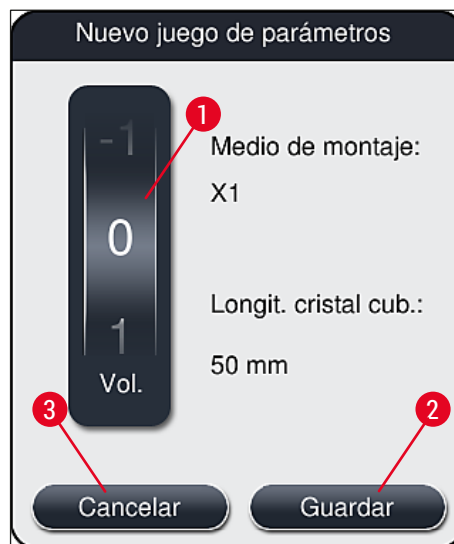 Nuevo juego de parámetros
-1
0
1
Vol.
1
Medio de montaje:
X1
Longit. cristal cub.:
50 mm
3
2
Cancelar
Guardar